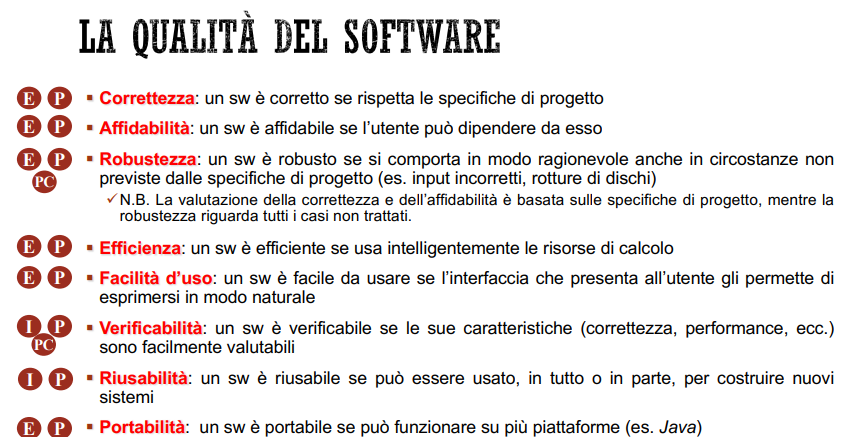 LA QUALITÀ DEL SOFTWARE
E P ▪ Correttezza: un sw è corretto se rispetta le specifiche di progetto
E P ▪ Affidabilità: un sw è affidabile se l'utente può dipendere da esso
E P ▪ Robustezza: un sw è robusto se si comporta in modo ragionevole anche in circostanze non
PC previste dalle specifiche di progetto (es. input incorretti, rotture di dischi)
✓N.B. La valutazione della correttezza e dell'affidabilità è basata sulle specifiche di progetto, mentre la
robustezza riguarda tutti i casi non trattati.
E P ▪ Efficienza: un sw è efficiente se usa intelligentemente le risorse di calcolo
E P ▪ Facilità d'uso: un sw è facile da usare se l'interfaccia che presenta all'utente gli permette di
esprimersi in modo naturale
I P ▪ Verificabilità: un sw è verificabile se le sue caratteristiche (correttezza, performance, ecc.)
PC sono facilmente valutabili
I P ▪ Riusabilità: un sw è riusabile se può essere usato, in tutto o in parte, per costruire nuovi
sistemi
E P ▪ Portabilità: un sw è portabile se può funzionare su più piattaforme (es. Java)